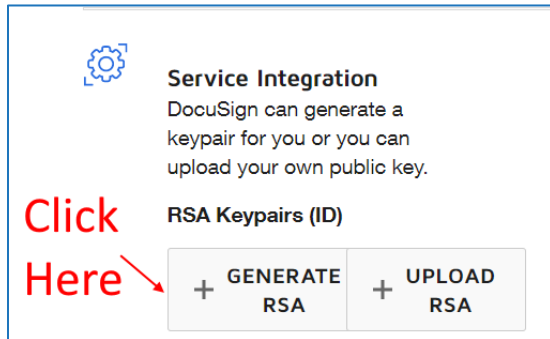 Service Integration
DocuSign can generate a
keypair for you or you can
upload your own public key.
Click
Here
RSA Keypairs (ID)
+ GENERATE
RSA
+ UPLOAD
RSA